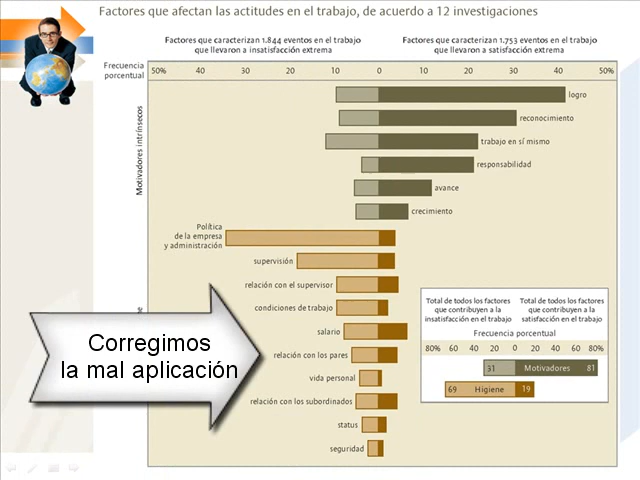 Factores que afectan las actitudes en el trabajo, de acuerdo a 12 investigaciones
Factores que caracterizan 1.844 eventos en el trabajo
que llevaron a insatisfacción extrema
Factores que caracterizan 1.753 eventos en el trabajo
que llevaron a satisfacción extrema
Frecuencia
porcentual
50% 40 30 20 10 0 10 20 30 40 50%
Motivadores intrínsecos
logro
reconocimiento
trabajo en sí mismo
responsabilidad
avance
crecimiento
Política
de la empresa
y administración
supervisión
relación con el supervisor
condiciones de trabajo
salario
relación con los pares
vida personal
relación con los subordinados
status
seguridad
Corregimos
la mal aplicación
Total de todos los factores
que contribuyen a la
insatisfacción en el trabajo
Total de todos los factores
que contribuyen a la
satisfacción en el trabajo
Frecuencia porcentual
80% 60 40 20 0 20 40 60 80%
31 Motivadores 81
69 Higiene 19